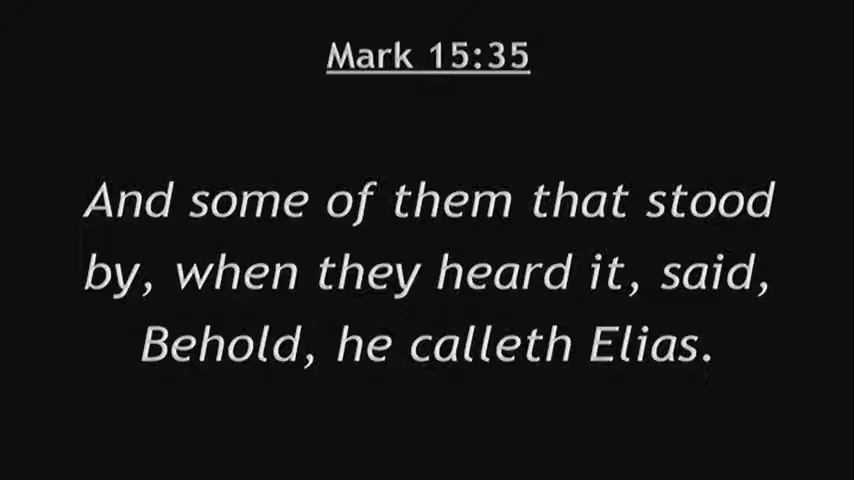 Mark 15:35
And some of them that stood
by, when they heard it, said,
Behold, he calleth Elias.